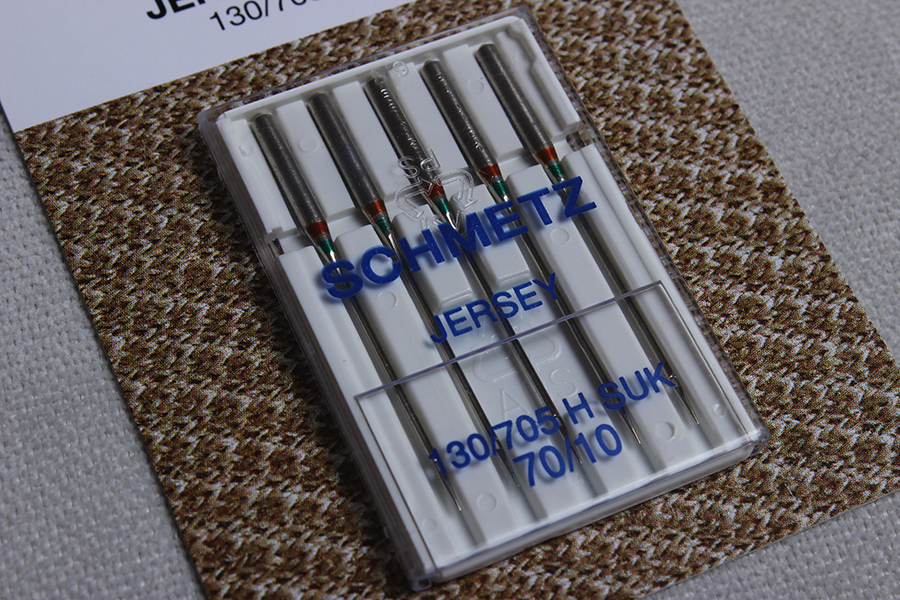 130/705
SCHMETZ
JERSEY
130/705 H SUK
70/10